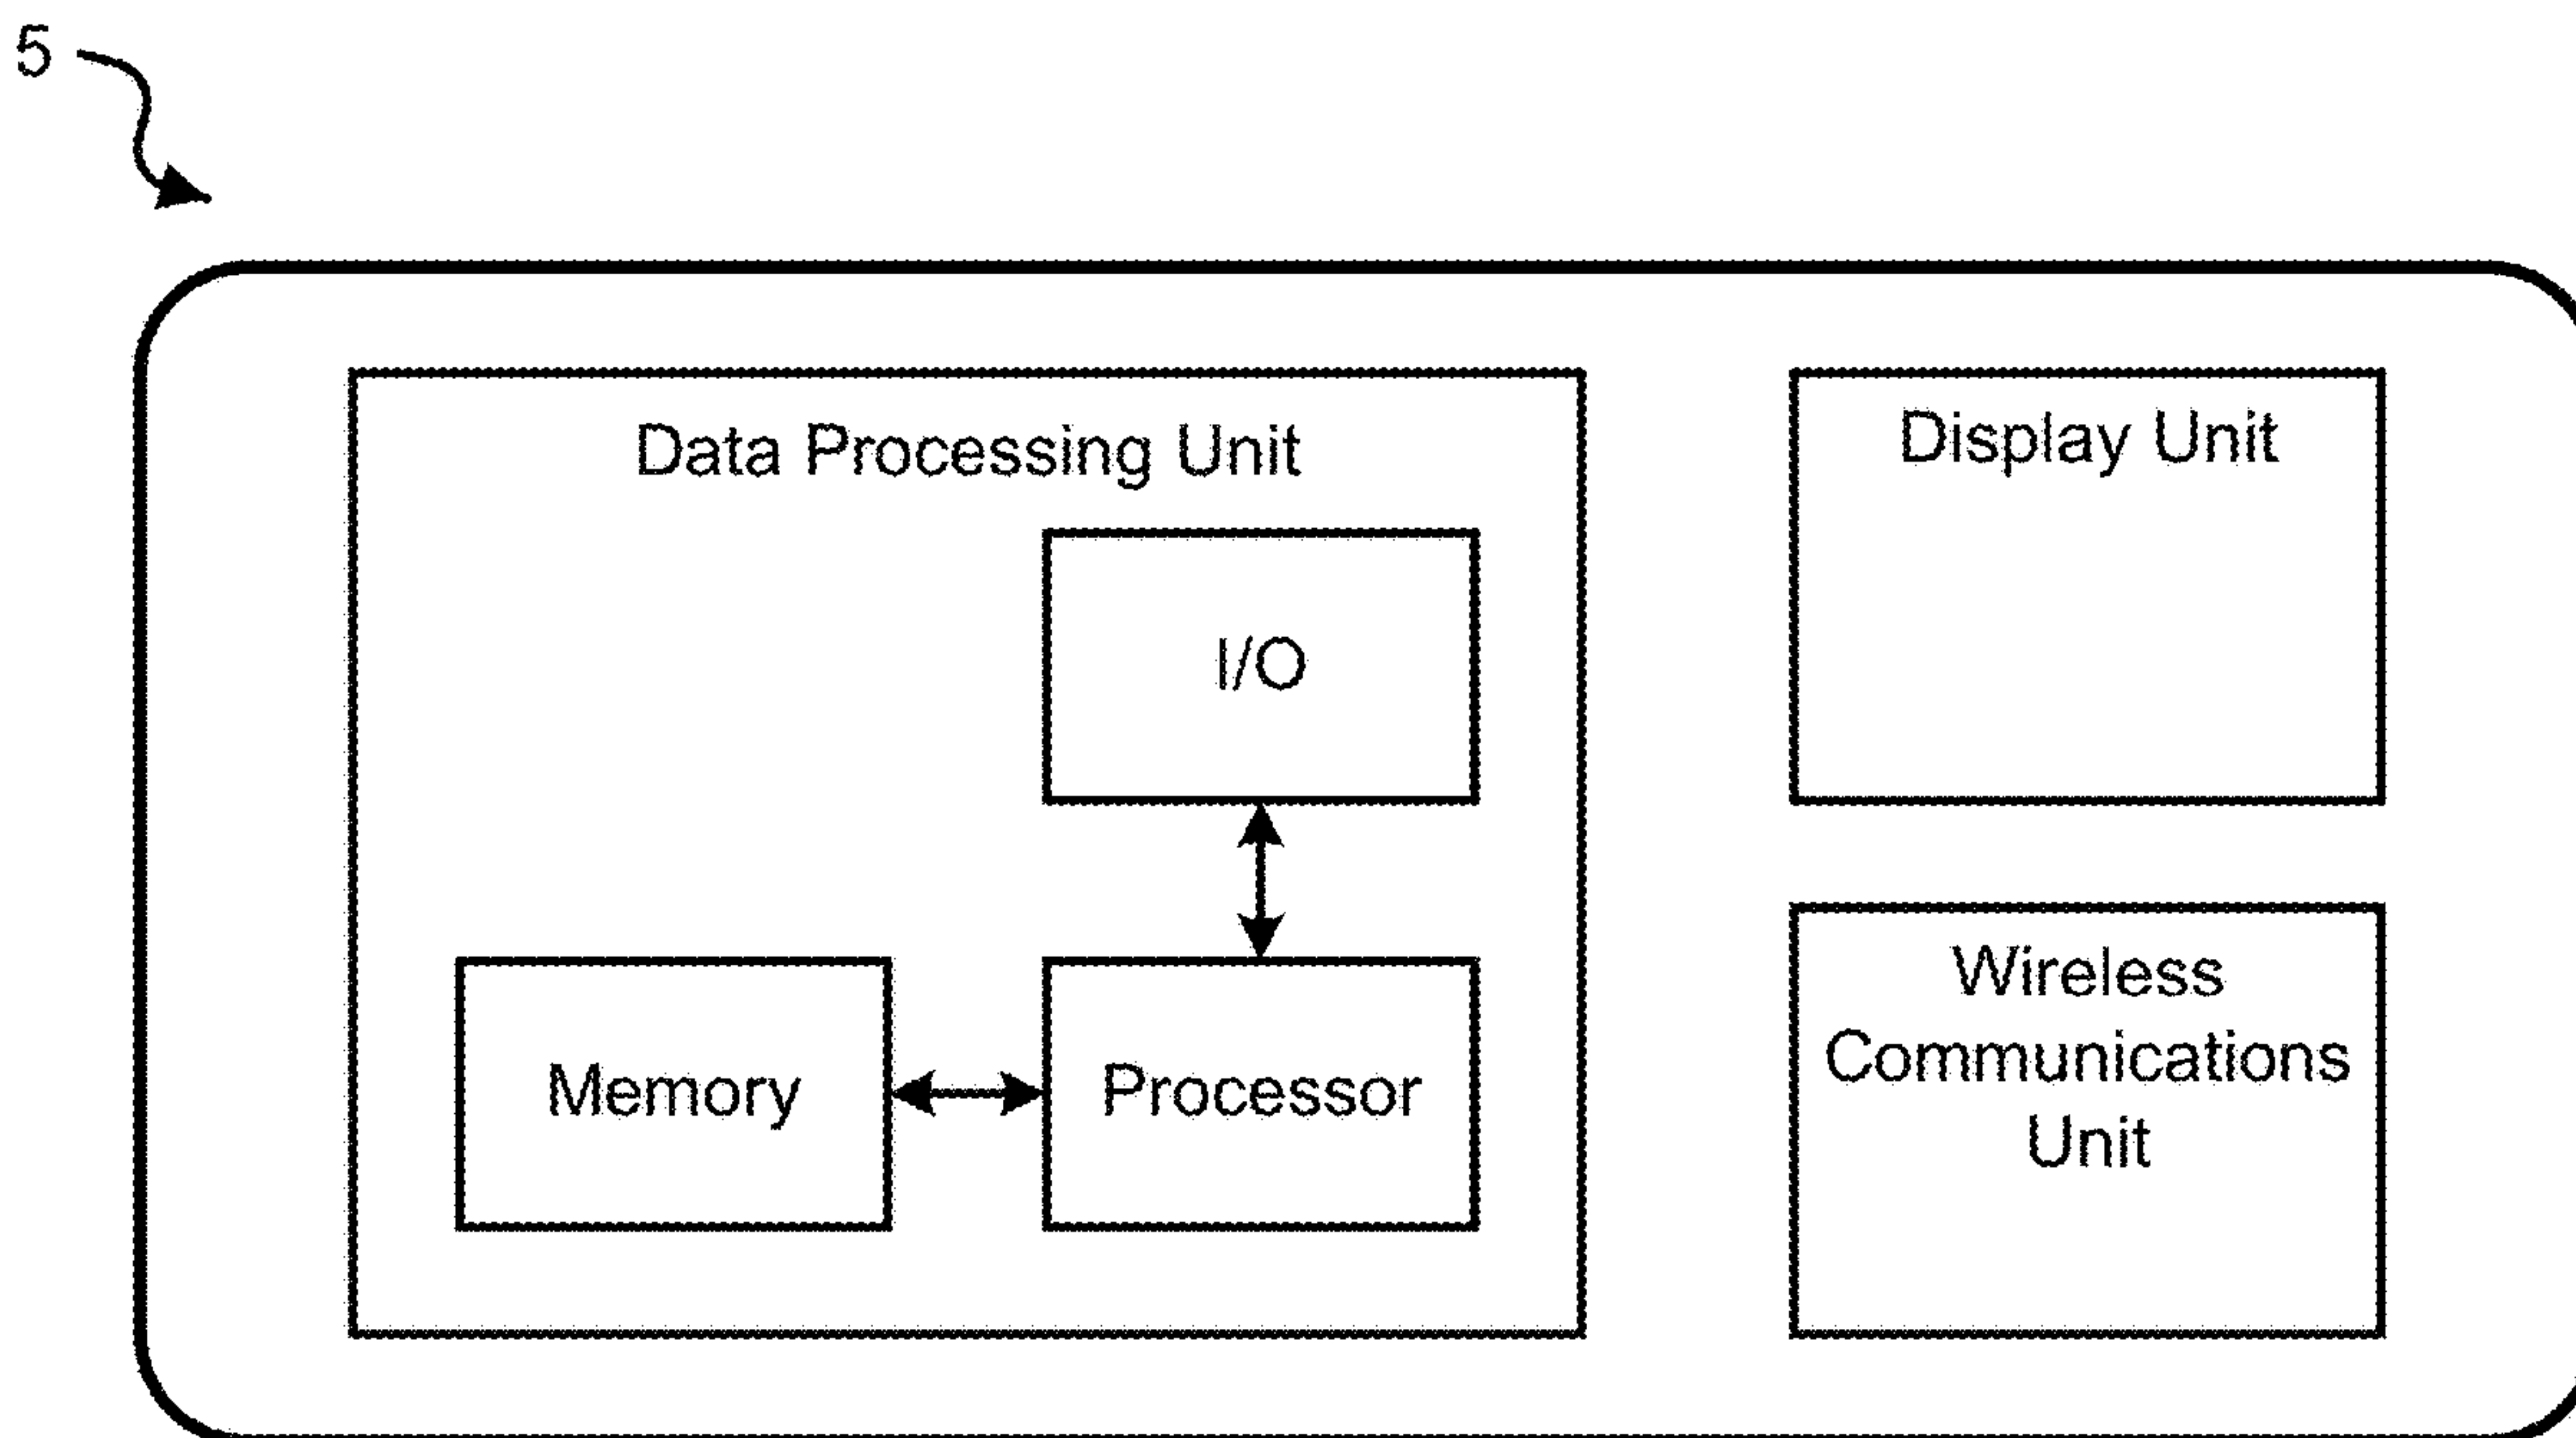 5
Data Processing Unit
I/O
Memory
Processor
Display Unit
Wireless
Communications
Unit